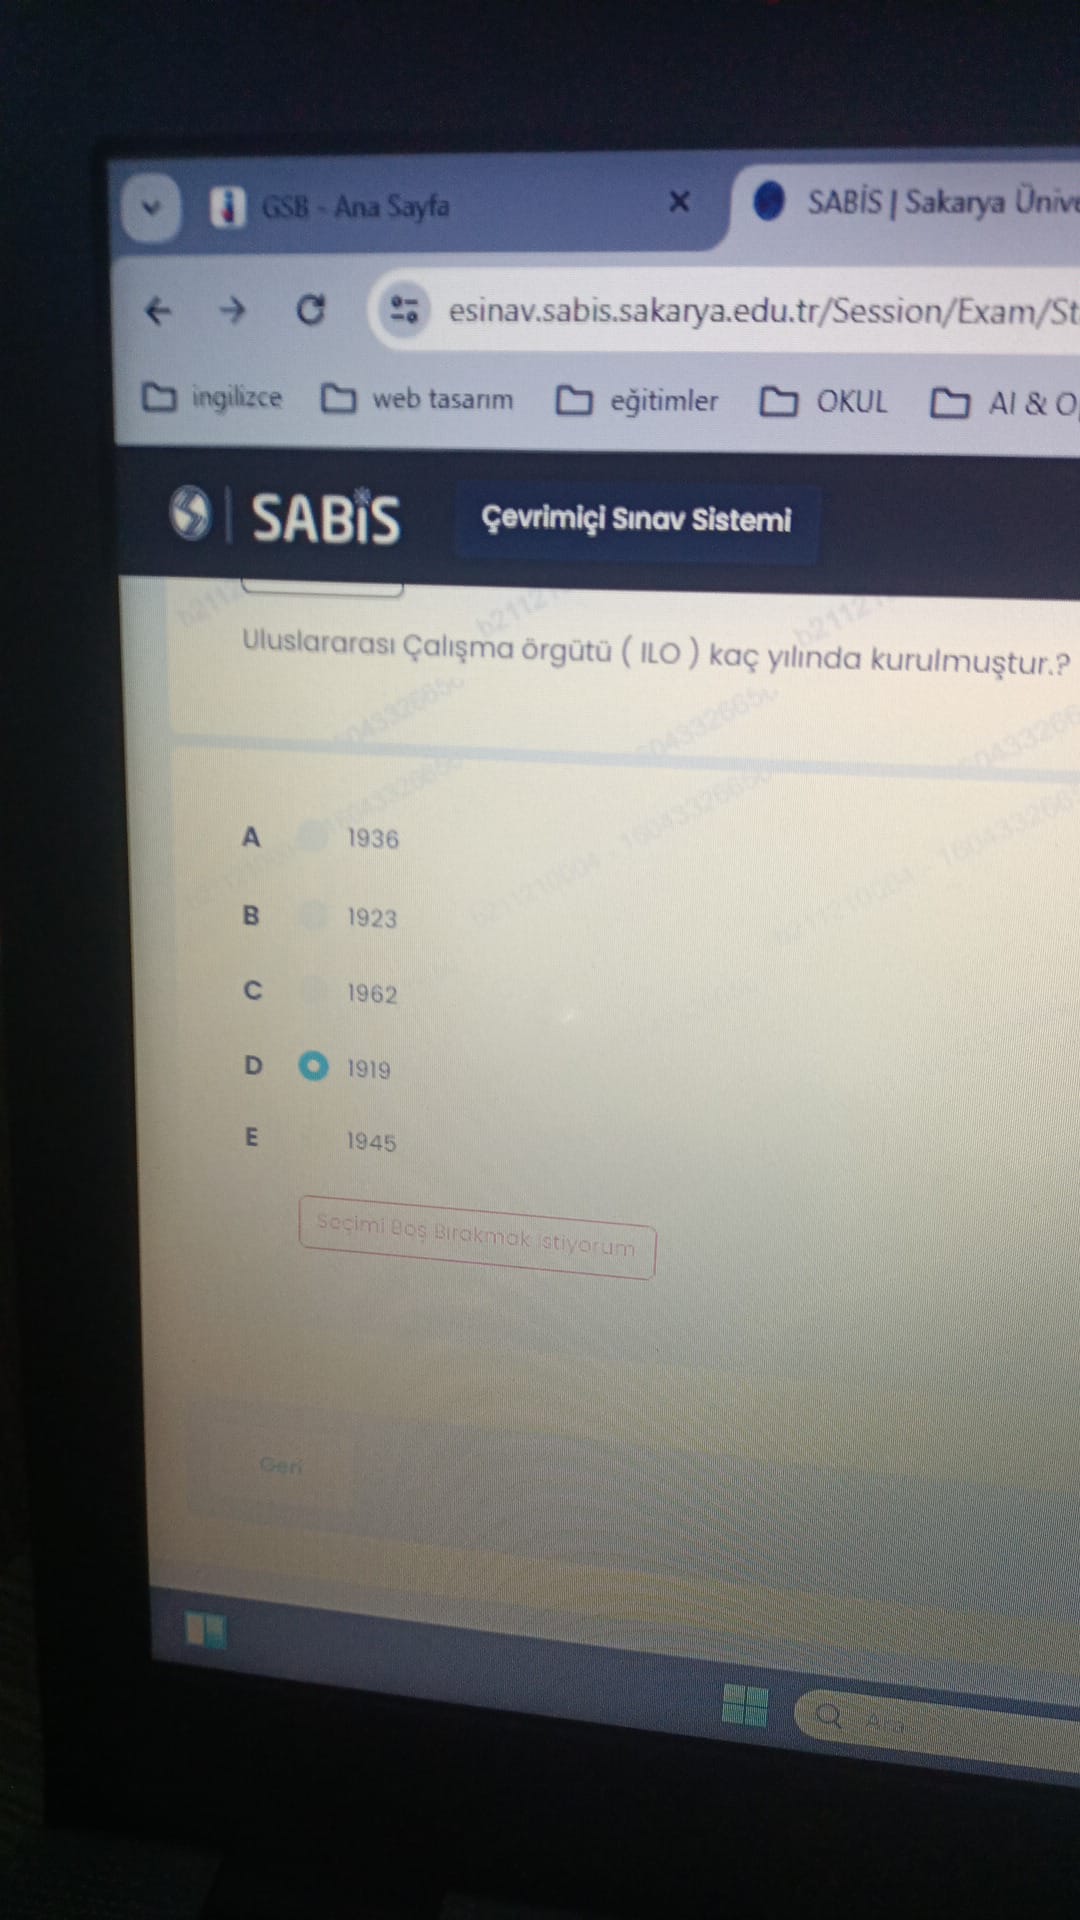 GSB - Ana Sayfa
SABİS | Sakarya Ünive
esinav.sabis.sakarya.edu.tr/Session/Exam/St
ingilizce
web tasarım
eğitimler
OKUL
AI & O
SABİS
Çevrimiçi Sınav Sistemi
Uluslararası Çalışma örgütü ( ILO ) kaç yılında kurulmuştur.?
A 1936
B 1923
C 1962
D 1919
E 1945
Seçimi Boş Bırakmak İstiyorum
Geri
Ara